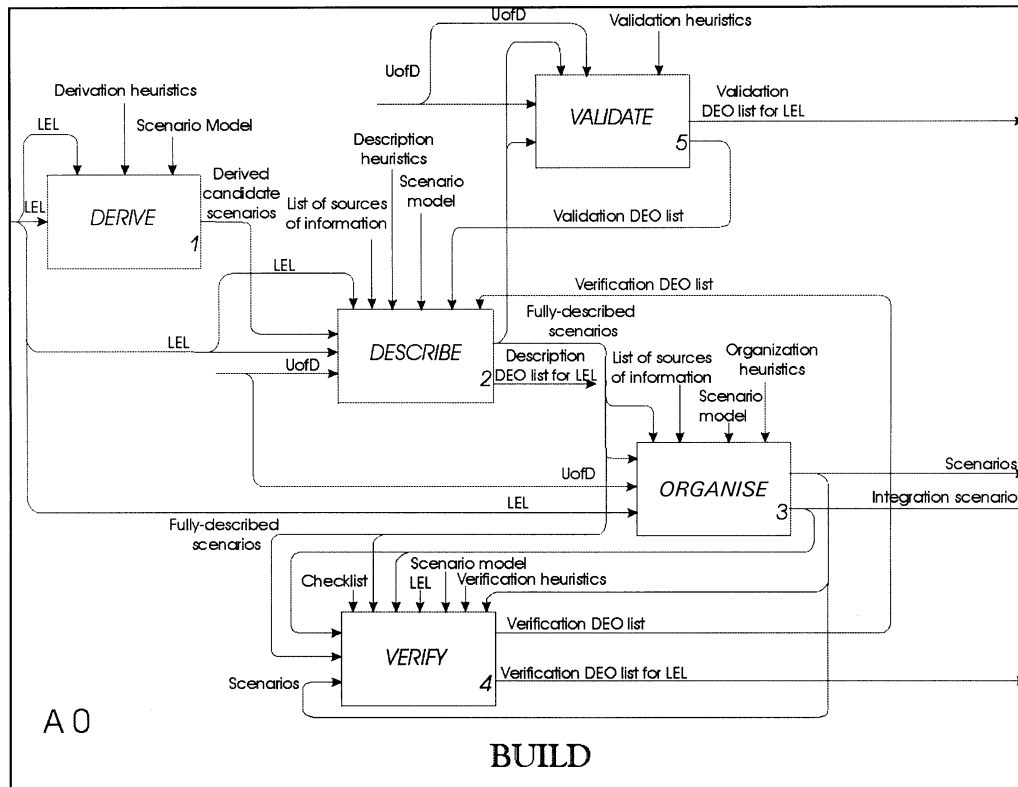 UofD
Validation heuristics
UofD
VALIDATE
5
Validation
DEO list for LEL
Derivation heuristics
LEL
Scenario Model
LEL
DERIVE
1
Derived
candidate
scenarios
Description
heuristics
Scenario
model
List of sources
of information
Validation DEO list
LEL
Verification DEO list
LEL
UofD
DESCRIBE
2
Fully-described
scenarios
Description
DEO list for LEL
List of sources
of information
Organization
heuristics
Scenario
model
UofD
LEL
ORGANISE
3
Scenarios
Integration scenario
Fully-described
scenarios
Checklist
Scenario model
LEL
Verification heuristics
Scenarios
VERIFY
4
Verification DEO list
Verification DEO list for LEL
A 0
BUILD